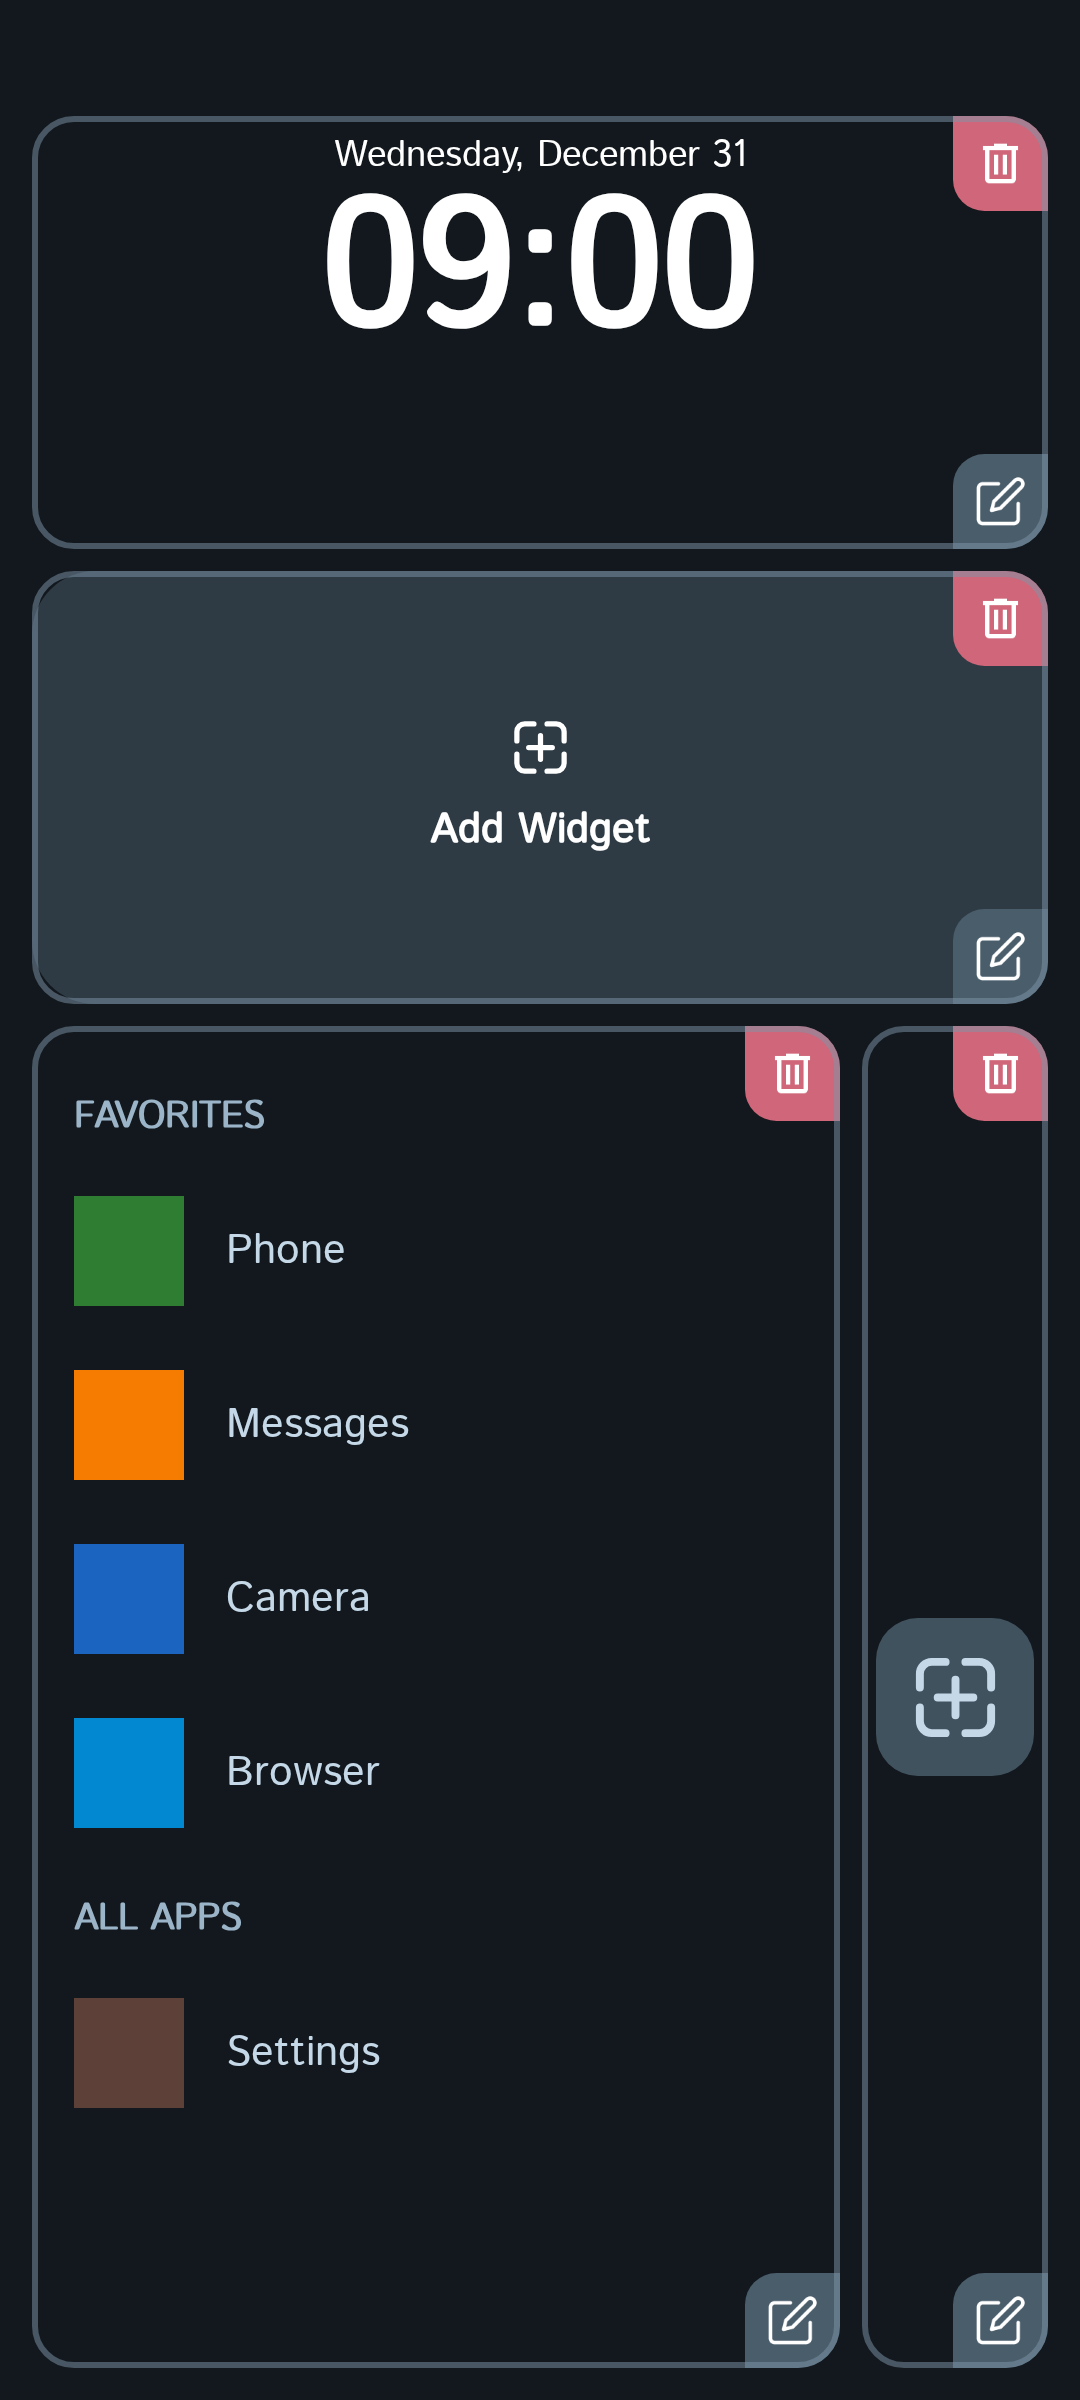 Wednesday, December 31
09:00
Add Widget
FAVORITES
Phone
Messages
Camera
Browser
ALL APPS
Settings